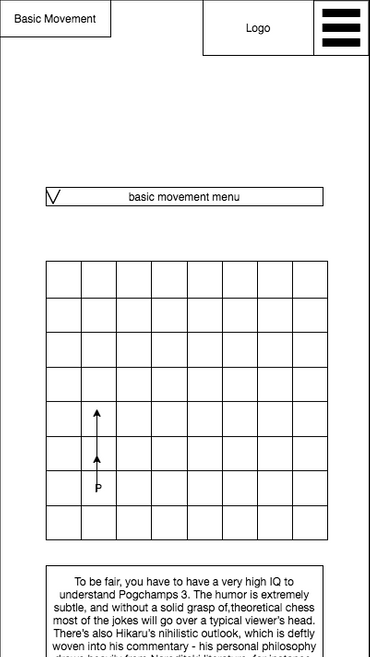 Basic Movement
Logo
basic movement menu
P
To be fair, you have to have a very high IQ to
understand Pogchamps 3. The humor is extremely
subtle, and without a solid grasp of,theoretical chess
most of the jokes will go over a typical viewer's head.
There's also Hikaru's nihilistic outlook, which is deftly
woven into his commentary - his personal philosophy